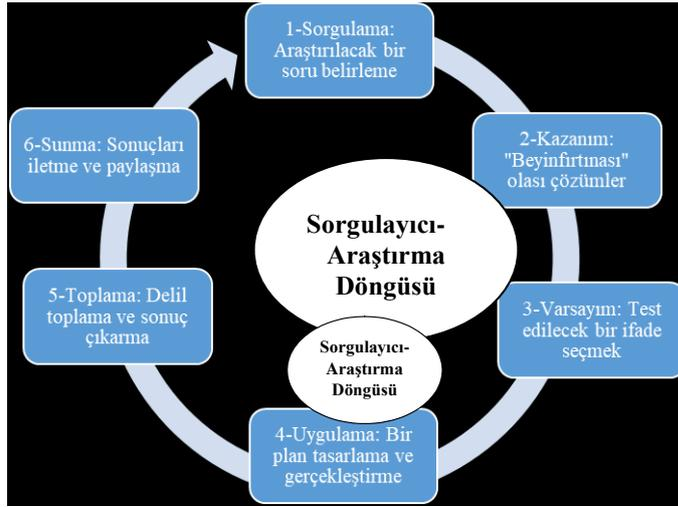 1-Sorgulama:
Araştırılacak bir
soru belirleme
2-Kazanım:
"Beyinfırtınası"
olası çözümler
3-Varsayım: Test
edilecek bir ifade
seçmek
4-Uygulama: Bir
plan tasarlama ve
gerçekleştirme
5-Toplama: Delil
toplama ve sonuç
çıkarma
6-Sunma: Sonuçları
iletme ve paylaşma
Sorgulayıcı-
Araştırma
Döngüsü
Sorgulayıcı-
Araştırma
Döngüsü